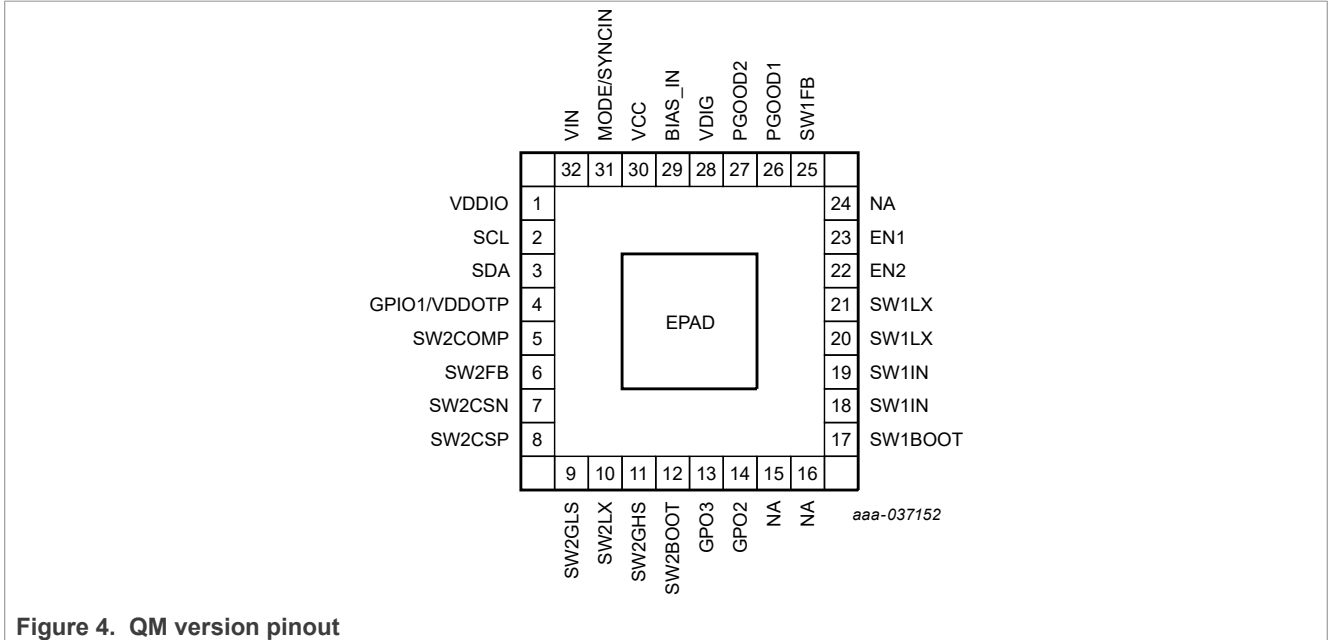 VIN
MODE/SYNCIN
VCC
BIAS_IN
VDIG
PGOOD2
PGOOD1
SW1FB
32 31 30 29 28 27 26 25
VDDIO 1
SCL 2
SDA 3
GPIO1/VDDOTP 4
SW2COMP 5
SW2FB 6
SW2CSN 7
SW2CSP 8
EPAD
24 NA
23 EN1
22 EN2
21 SW1LX
20 SW1LX
19 SW1IN
18 SW1IN
17 SW1BOOT
9 10 11 12 13 14 15 16
SW2GLS
SW2LX
SW2GHS
SW2BOOT
GPO3
GPO2
NA
NA
aaa-037152
Figure 4. QM version pinout